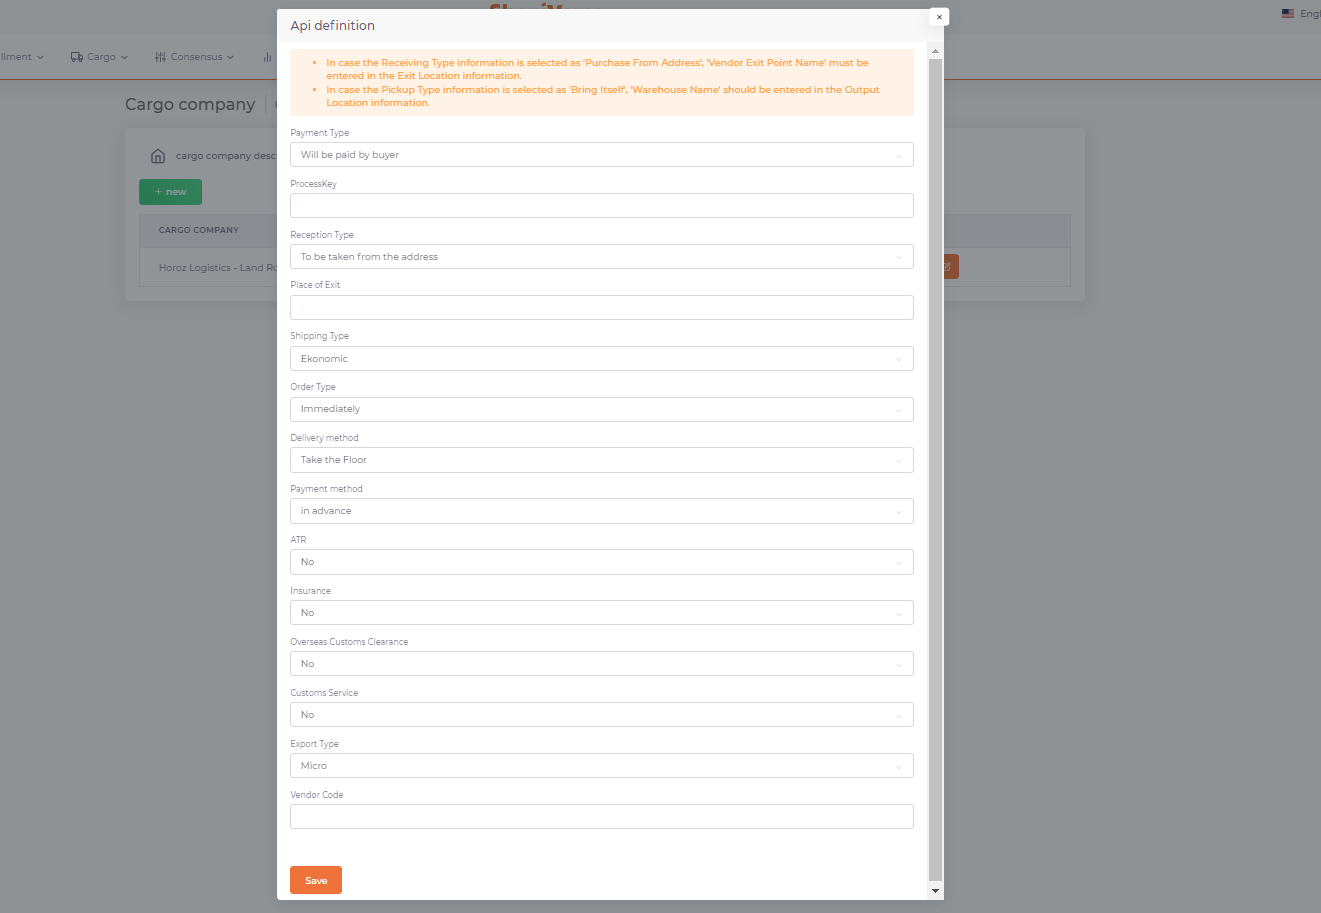 Api definition
×
Cargo
Consensus
Cargo company
cargo company desc
+ new
CARGO COMPANY
Horoz Logistics - Land Ro
In case the Receiving Type information is selected as 'Purchase From Address', 'Vendor Exit Point Name' must be
entered in the Exit Location information.
In case the Pickup Type information is selected as 'Bring Itself', 'Warehouse Name' should be entered in the Output
Location information.
Payment Type
Will be paid by buyer
ProcessKey
Reception Type
To be taken from the address
Place of Exit
Shipping Type
Ekonomic
Order Type
Immediately
Delivery method
Take the Floor
Payment method
in advance
ATR
No
Insurance
No
Overseas Customs Clearance
No
Customs Service
No
Export Type
Micro
Vendor Code
Save